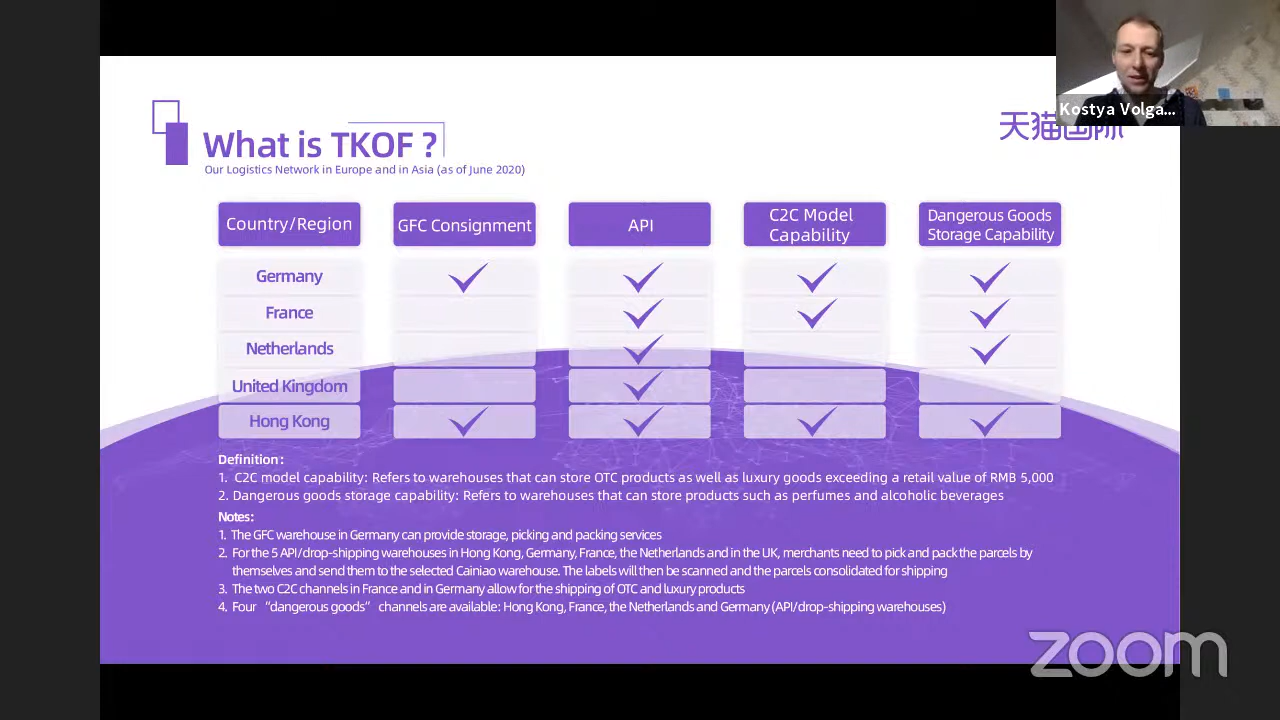 Kostya Volga...
天猫国际
What is TKOF ?
Our Logistics Network in Europe and in Asia (as of June 2020)
Country/Region
GFC Consignment
API
C2C Model
Capability
Dangerous Goods
Storage Capability
Germany
France
Netherlands
United Kingdom
Hong Kong
Definition:
1. C2C model capability: Refers to warehouses that can store OTC products as well as luxury goods exceeding a retail value of RMB 5,000
2. Dangerous goods storage capability: Refers to warehouses that can store products such as perfumes and alcoholic beverages
Notes:
1. The GFC warehouse in Germany can provide storage, picking and packing services
2. For the 5 API/drop-shipping warehouses in Hong Kong, Germany, France, the Netherlands and in the UK, merchants need to pick and pack the parcels by
themselves and send them to the selected Cainiao warehouse. The labels will then be scanned and the parcels consolidated for shipping
3. The two C2C channels in France and in Germany allow for the shipping of OTC and luxury products
4. Four “dangerous goods” channels are available: Hong Kong, France, the Netherlands and Germany (API/drop-shipping warehouses)
zoom